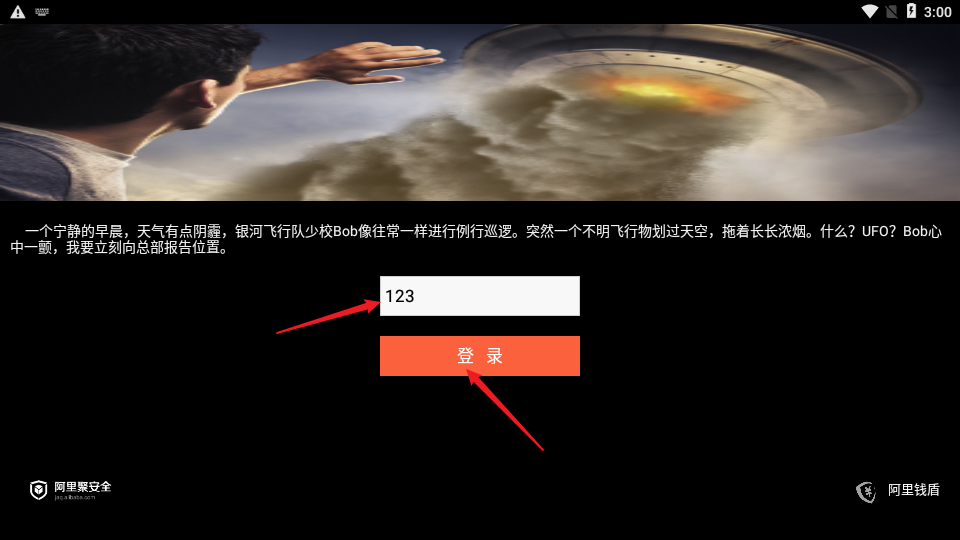 3:00
一个宁静的早晨，天气有点阴霾，银河飞行队少校Bob像往常一样进行例行巡逻。突然一个不明飞行物划过天空，拖着长长浓烟。什么？UFO？Bob心
中一颤，我要立刻向总部报告位置。
123
登 录
阿里聚安全
jaq.alibaba.com
阿里钱盾